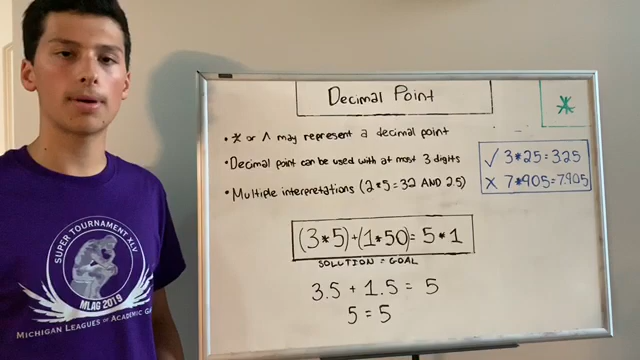 Decimal Point
*
• * or ∧ may represent a decimal point
• Decimal point can be used with at most 3 digits
• Multiple interpretations (2*5=32 AND 2.5)
✓ 3*25=3.25
X 7*905=7.905
(3*5)+(1*50)=5*1
SOLUTION = GOAL
3.5 + 1.5 = 5
5 = 5
SUPER TOURNAMENT XLV
MLAG 2019
MICHIGAN LEAGUES OF ACADEMIC GA